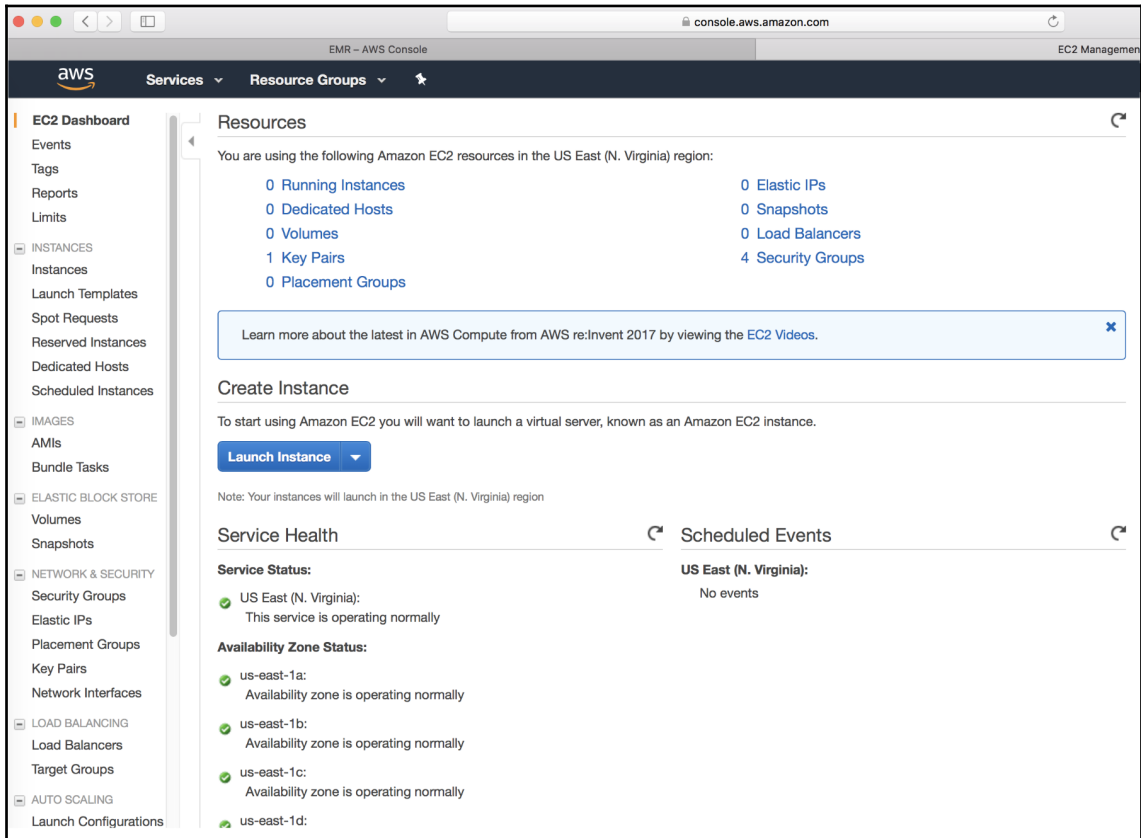 console.aws.amazon.com
EMR – AWS Console
EC2 Managemen
aws
Services
Resource Groups
EC2 Dashboard
Events
Tags
Reports
Limits
INSTANCES
Instances
Launch Templates
Spot Requests
Reserved Instances
Dedicated Hosts
Scheduled Instances
IMAGES
AMIs
Bundle Tasks
ELASTIC BLOCK STORE
Volumes
Snapshots
NETWORK & SECURITY
Security Groups
Elastic IPs
Placement Groups
Key Pairs
Network Interfaces
LOAD BALANCING
Load Balancers
Target Groups
AUTO SCALING
Launch Configurations
Resources
You are using the following Amazon EC2 resources in the US East (N. Virginia) region:
0 Running Instances
0 Dedicated Hosts
0 Volumes
1 Key Pairs
0 Placement Groups
0 Elastic IPs
0 Snapshots
0 Load Balancers
4 Security Groups
Learn more about the latest in AWS Compute from AWS re:Invent 2017 by viewing the EC2 Videos.
Create Instance
To start using Amazon EC2 you will want to launch a virtual server, known as an Amazon EC2 instance.
Launch Instance
Note: Your instances will launch in the US East (N. Virginia) region
Service Health
Service Status:
US East (N. Virginia):
This service is operating normally
Availability Zone Status:
us-east-1a:
Availability zone is operating normally
us-east-1b:
Availability zone is operating normally
us-east-1c:
Availability zone is operating normally
us-east-1d:
Scheduled Events
US East (N. Virginia):
No events